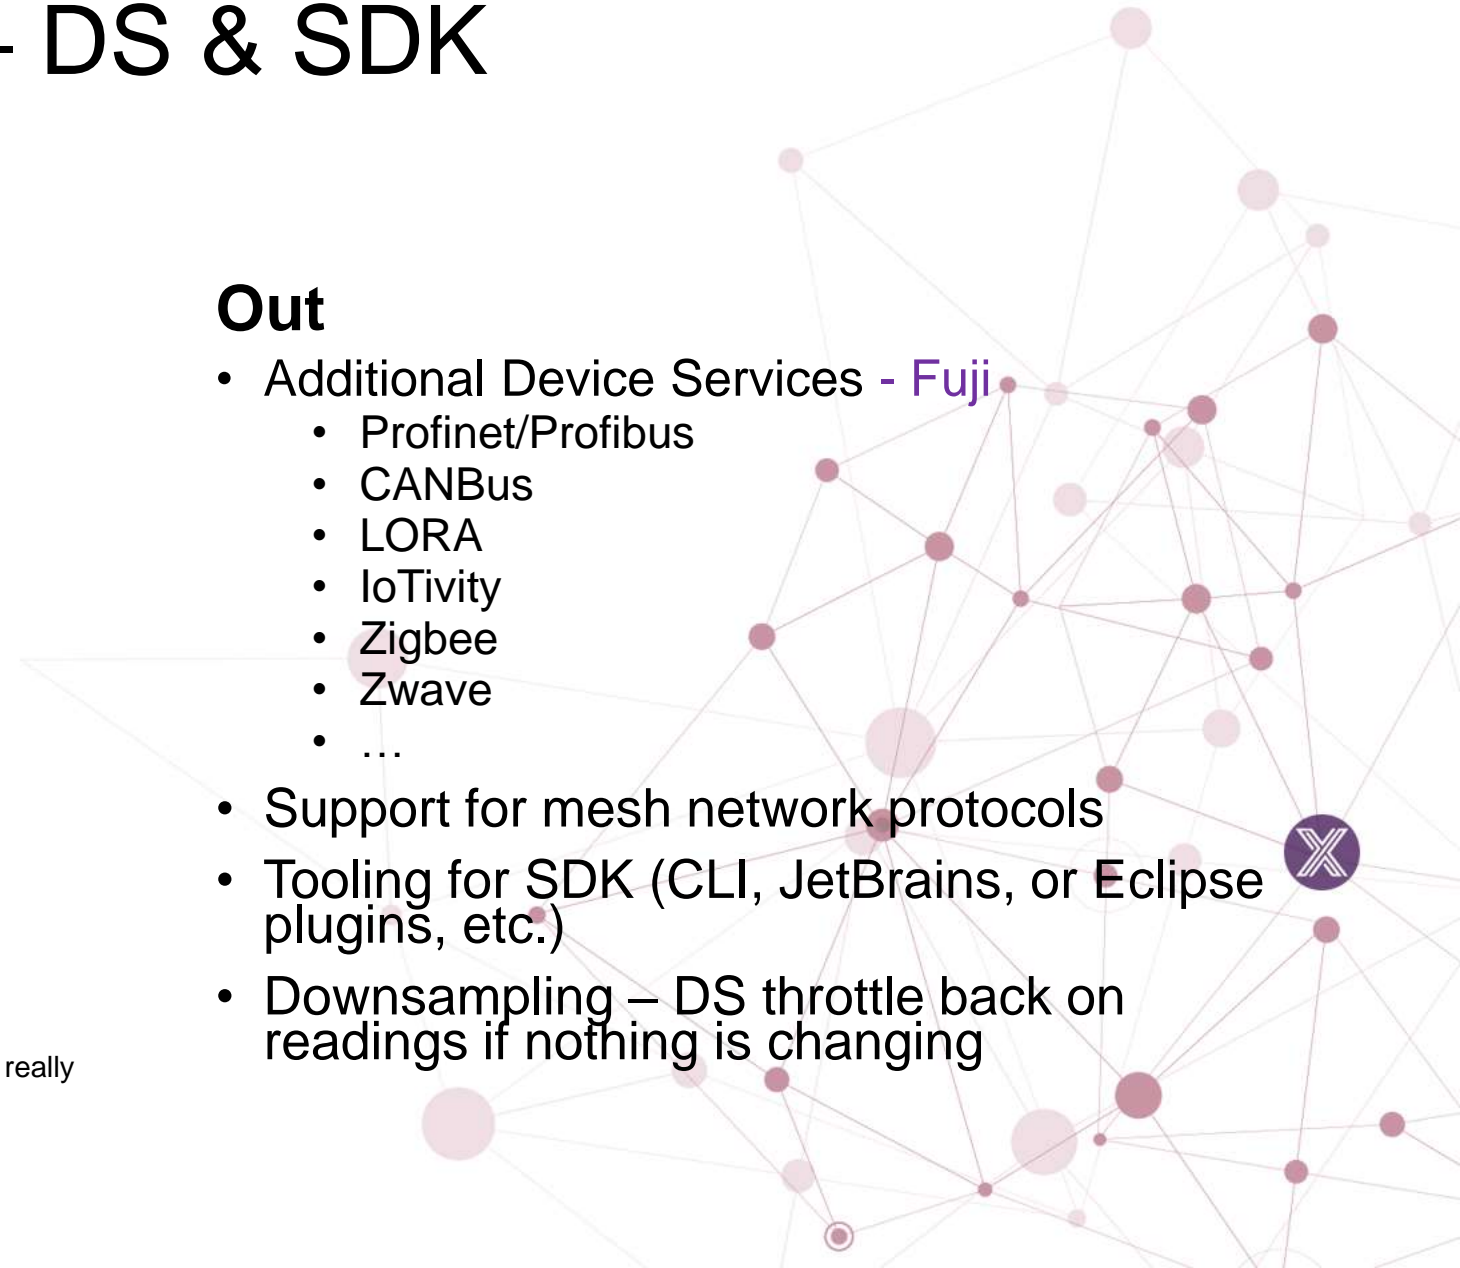 - DS & SDK
Out
• Additional Device Services - Fuji
• Profinet/Profibus
• CANBus
• LORA
• IoTivity
• Zigbee
• Zwave
• …
• Support for mesh network protocols
• Tooling for SDK (CLI, JetBrains, or Eclipse
plugins, etc.)
• Downsampling – DS throttle back on
readings if nothing is changing
really